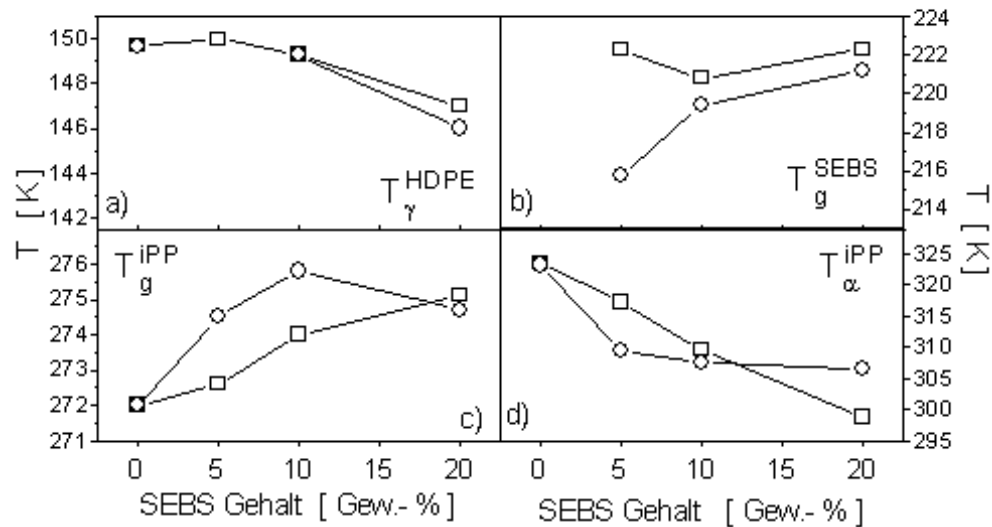 150
148
146
144
142
a)
T γ HDPE
224
222
220
218
216
214
b)
T g SEBS
T [K]
T [K]
276
275
274
273
272
271
T g iPP
c)
325
320
315
310
305
300
295
T α iPP
d)
0 5 10 15 20
0 5 10 15 20
SEBS Gehalt [ Gew.- % ]
SEBS Gehalt [ Gew.- % ]